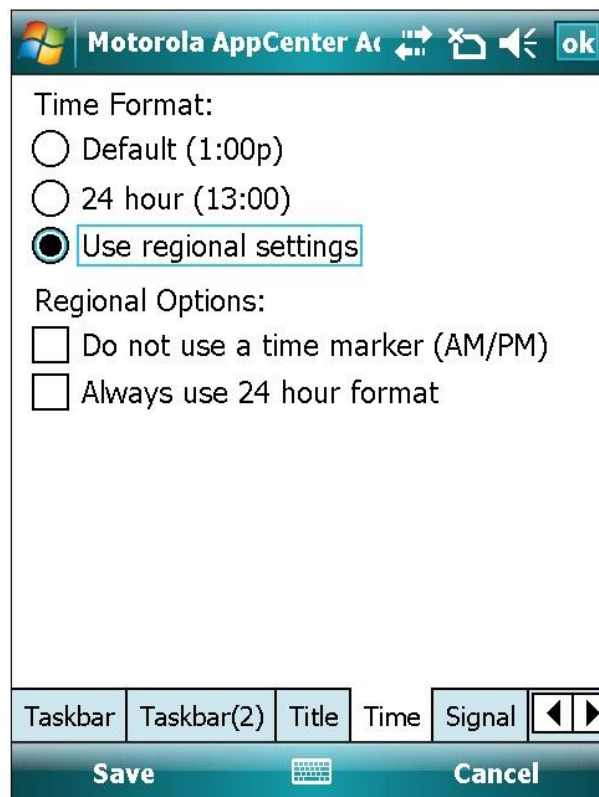 Motorola AppCenter Ac ok
Time Format:
Default (1:00p)
24 hour (13:00)
Use regional settings
Regional Options:
Do not use a time marker (AM/PM)
Always use 24 hour format
Taskbar Taskbar(2) Title Time Signal
Save Cancel